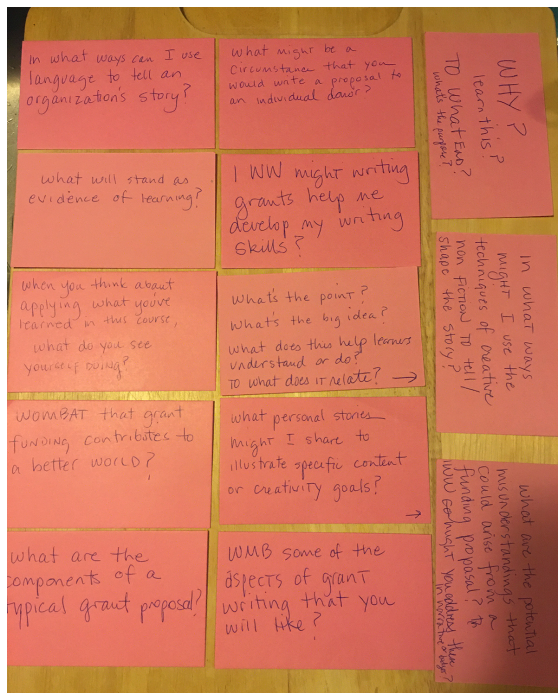 In what ways can I use
language to tell an
organization's story?
What might be a
circumstance that you
would write a proposal to
an individual donor?
WHY?
learn this?
TO WHAT END?
what's the purpose?
what will stand as
evidence of learning?
I WW might writing
grants help me
develop my writing
skills?
In what ways
might I use the
techniques of creative
non FICTION TO tell/
shape the story?
when you think about
applying what you've
learned in this course,
what do you see
yourself DOING?
What's the point?
What's the big idea?
what does this help learners
understand or do?
TO what does IT relate? →
WOMBAT that grant
FUNDING contributes to
a better WORLD?
what personal stories
might I share to
illustrate specific content
or creativity goals?
→
what are the potential
misunderstandings that
could arise from a
funding proposal?
WW might you address them
in narrative or budget?
what are the
components of a
typical grant proposal?
WMB some of the
aspects of grant
writing that you
will like?